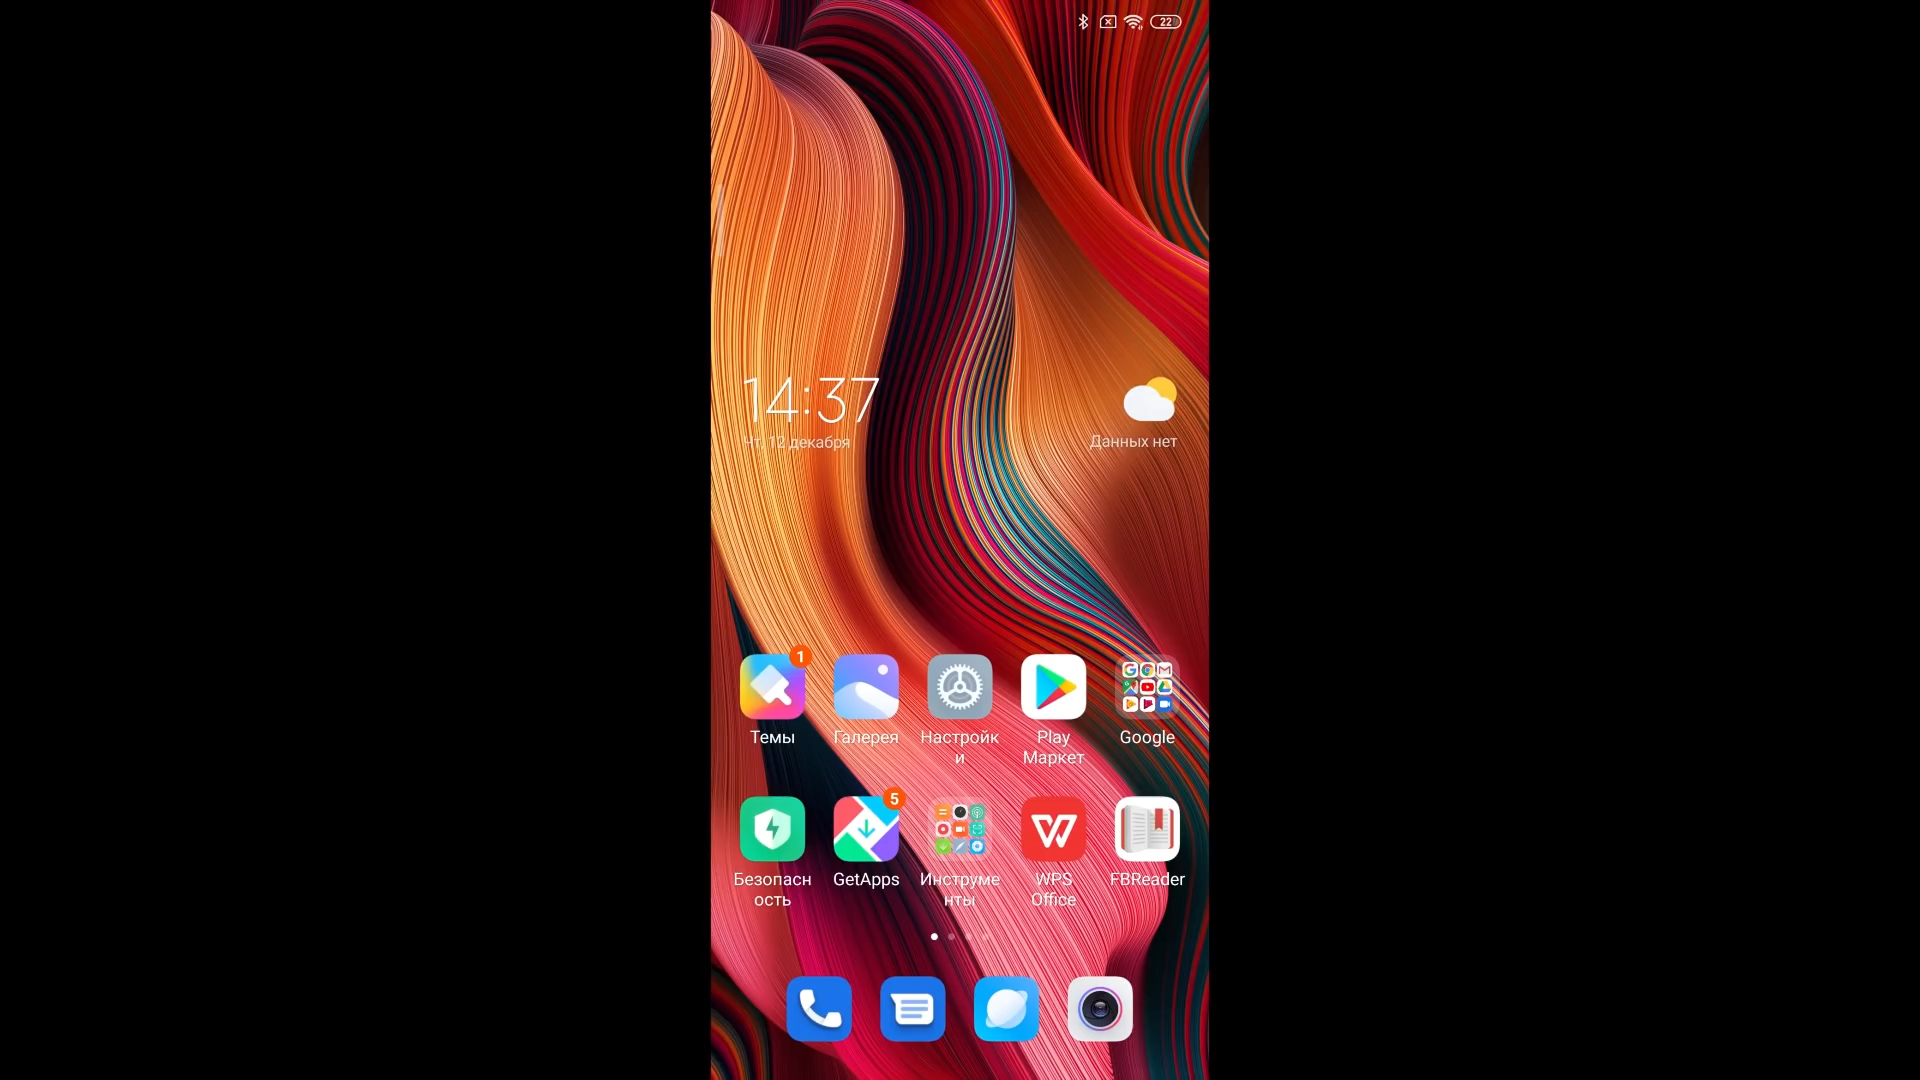 22
14:37
Чт, 12 декабря
Данных нет
1
Темы
Галерея
Настройк
и
Play
Маркет
Google
5
Безопасн
ость
GetApps
Инструме
нты
WPS
Office
FBReader